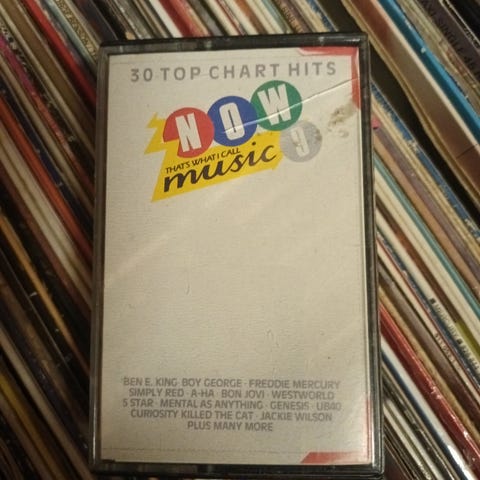 30 TOP CHART HITS
NOW
THAT'S WHAT I CALL
music 9
BEN E. KING · BOY GEORGE · FREDDIE MERCURY
SIMPLY RED · A-HA · BON JOVI · WESTWORLD
5 STAR · MENTAL AS ANYTHING · GENESIS · UB40
CURIOSITY KILLED THE CAT · JACKIE WILSON
PLUS MANY MORE